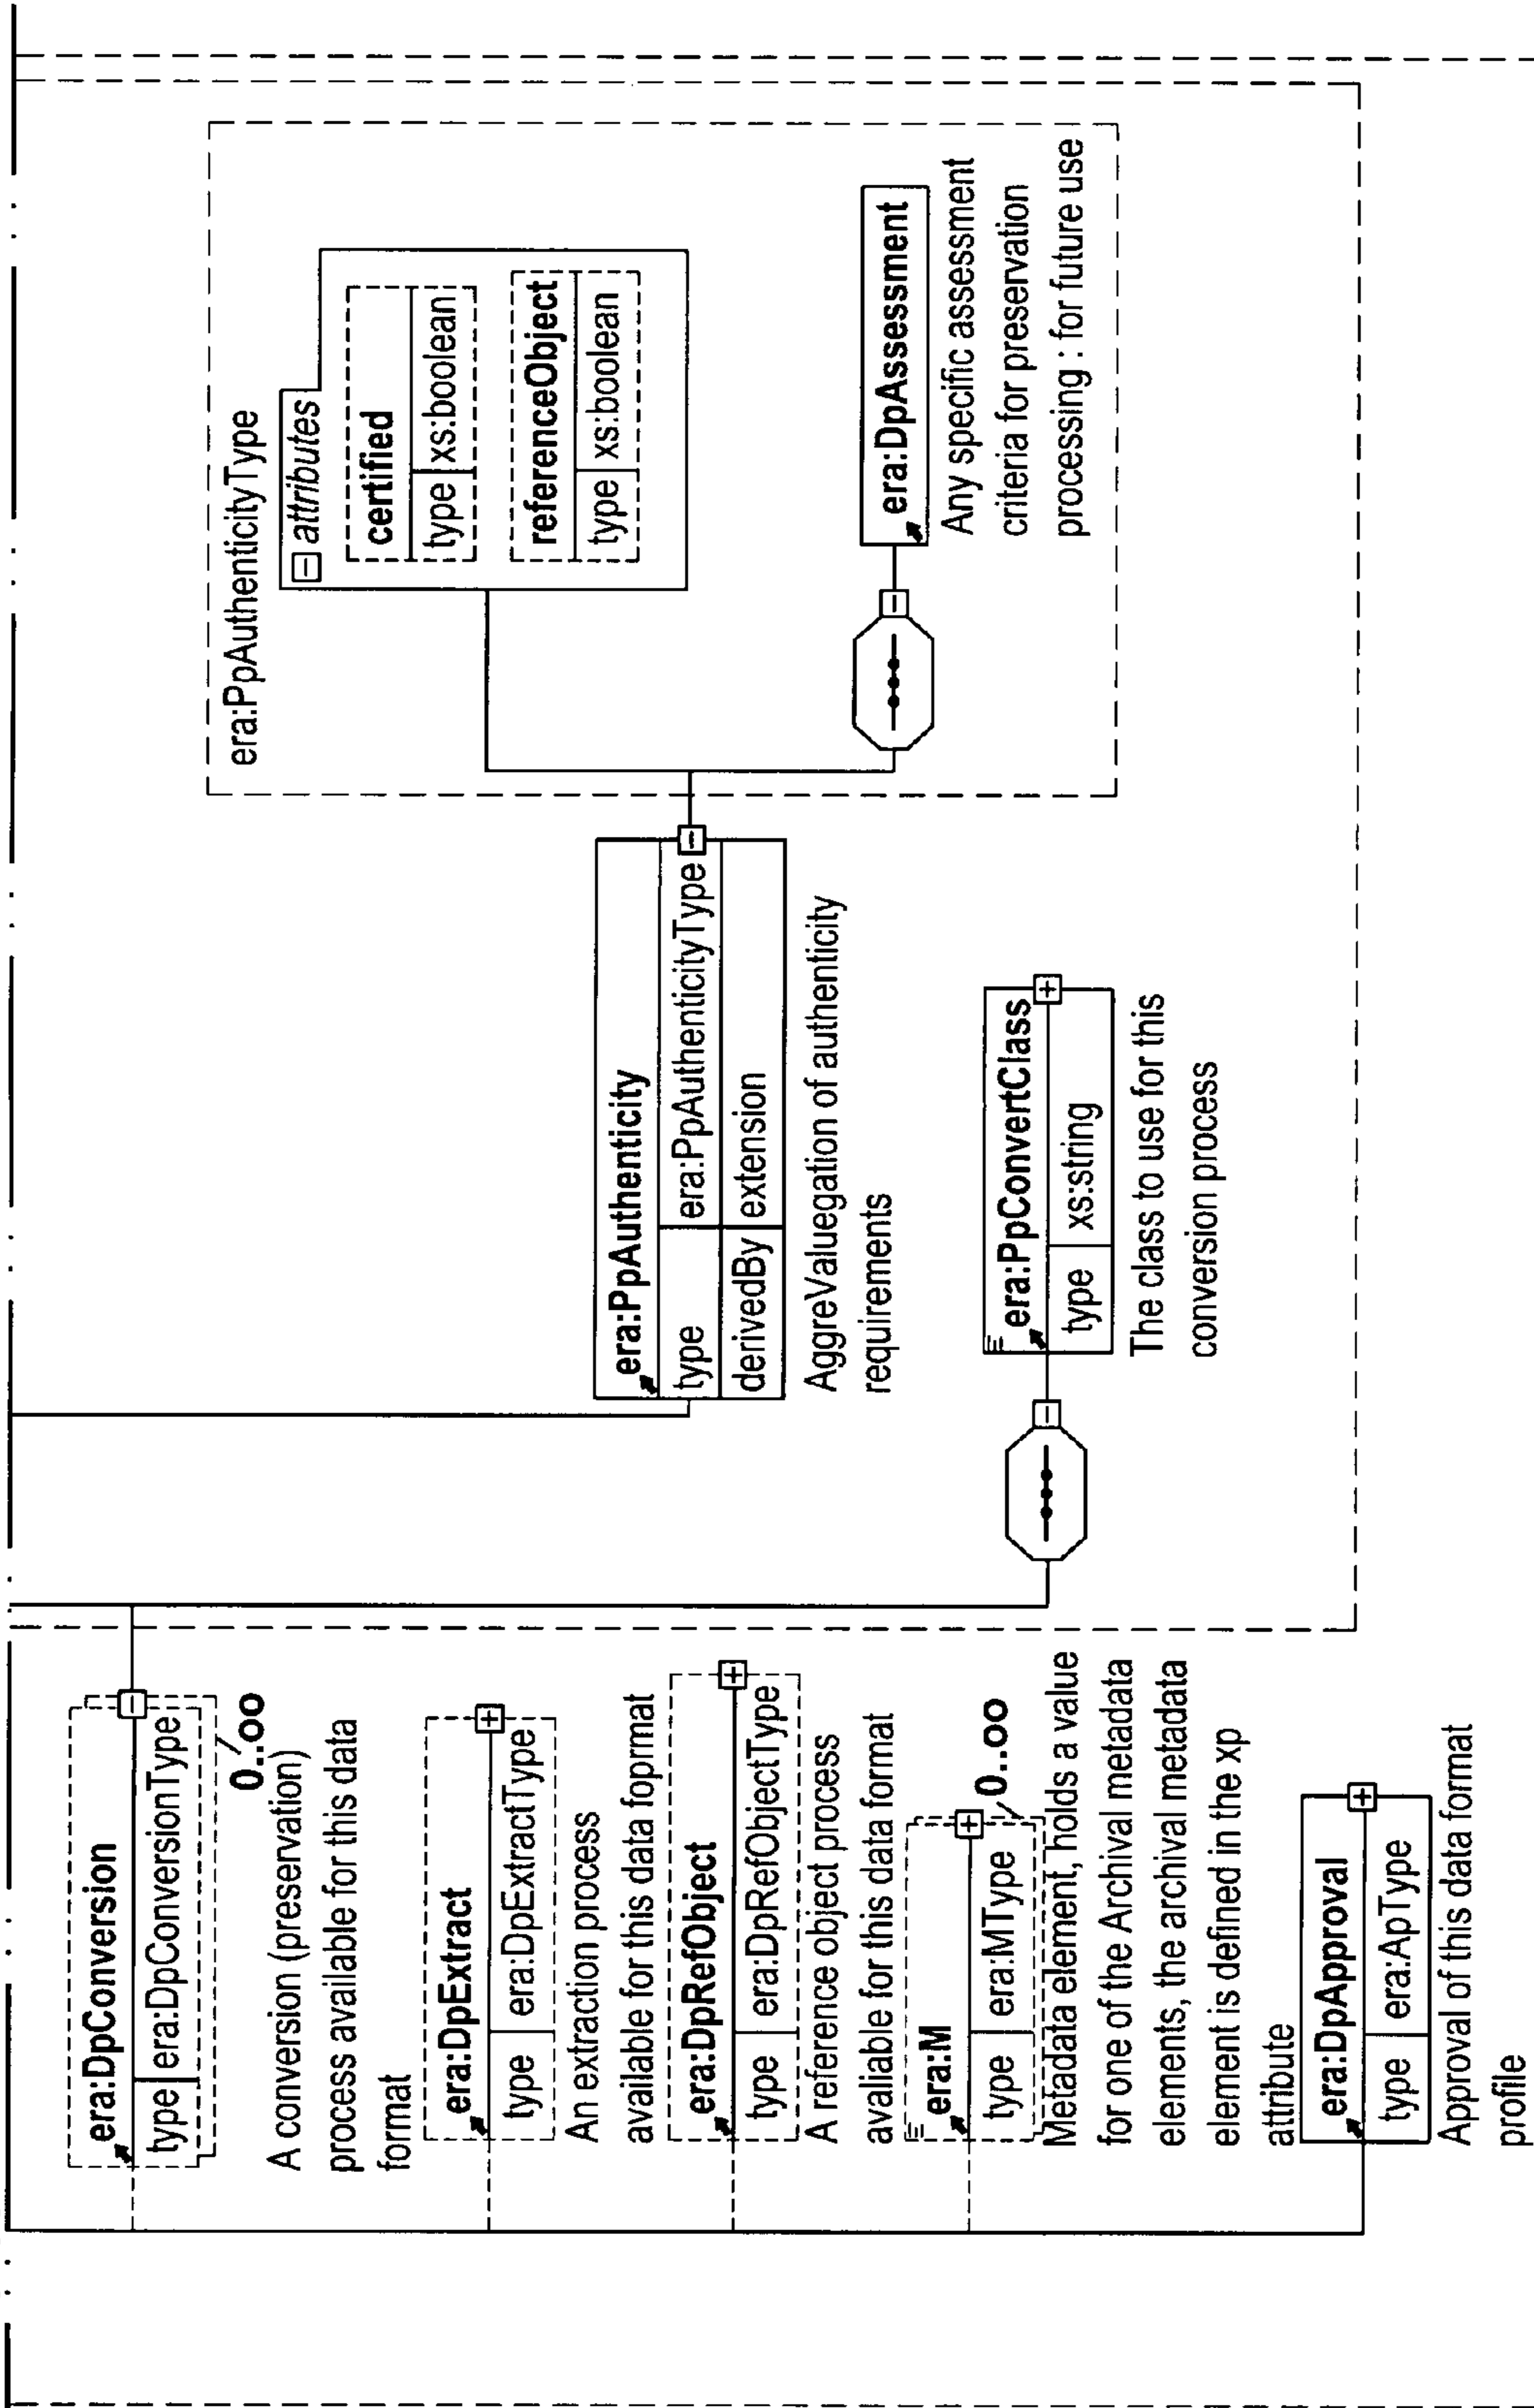 era:DpConversion
type era:DpConversionType
0..oo
A conversion (preservation)
process available for this data
format
era:DpExtract
type era:DpExtractType
An extraction process
available for this data foprmat
era:DpRefObject
type era:DpRefObjectType
A reference object process
available for this data format
era:M
type era:MType
0..oo
Metadata element, holds a value
for one of the Archival metadata
elements, the archival metadata
element is defined in the xp
attribute
era:DpApproval
type era:ApType
Approval of this data format
profile
era:PpAuthenticity
type era:PpAuthenticityType
derivedBy extension
AggreValuegation of authenticity
requirements
era:PpConvertClass
type xs:string
The class to use for this
conversion process
era:PpAuthenticityType
attributes
certified
type xs:boolean
referenceObject
type xs:boolean
era:DpAssessment
Any specific assessment
criteria for preservation
processing : for future use